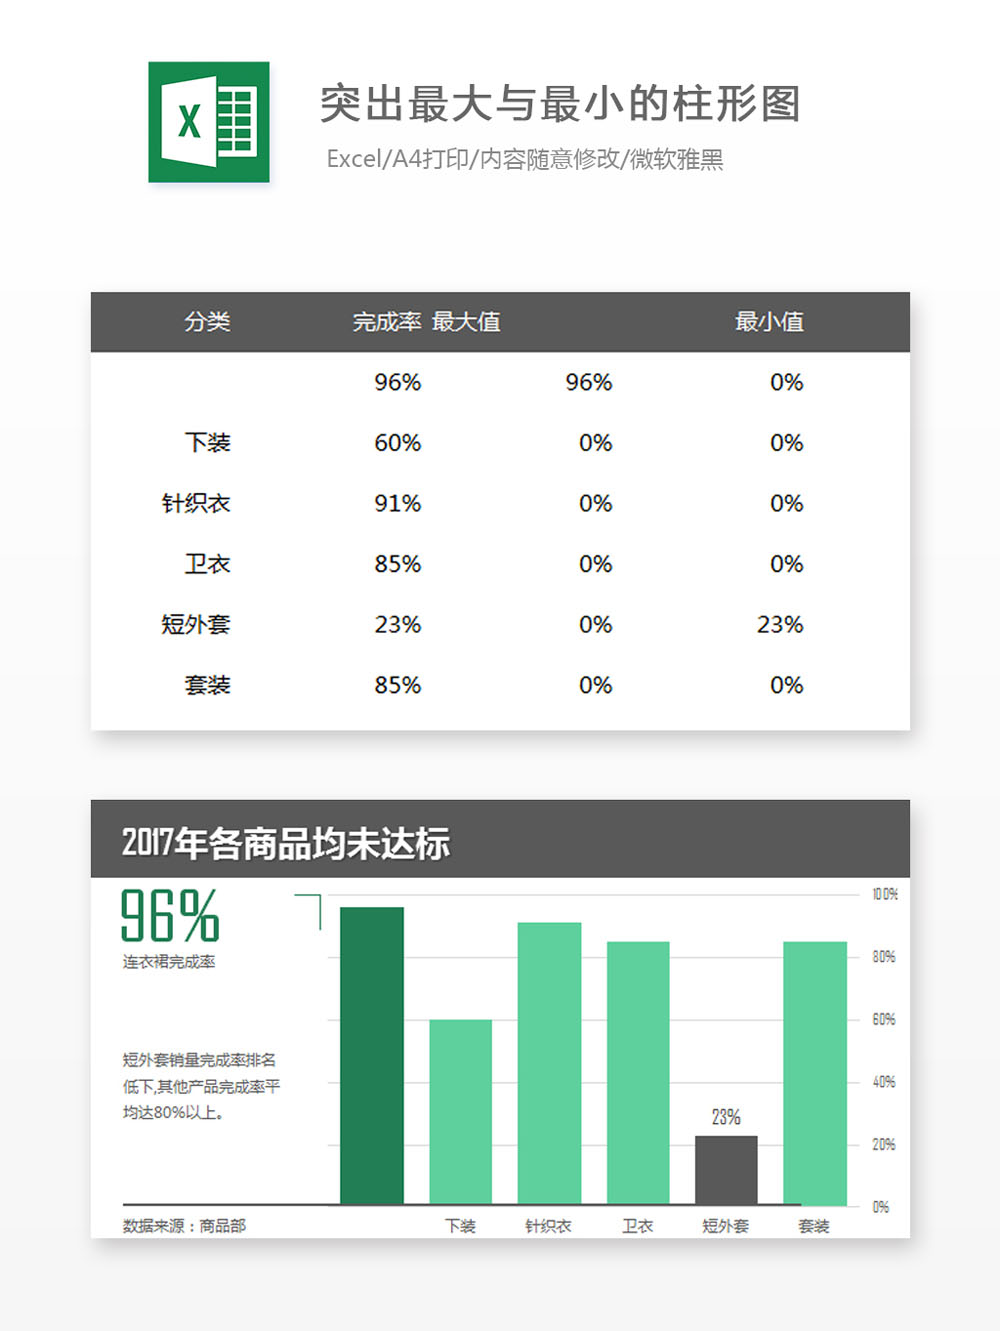 X
突出最大与最小的柱形图
Excel/A4打印/内容随意修改/微软雅黑
分类 完成率 最大值 最小值
96% 96% 0%
下装 60% 0% 0%
针织衣 91% 0% 0%
卫衣 85% 0% 0%
短外套 23% 0% 23%
套装 85% 0% 0%
2017年各商品均未达标
96%
连衣裙完成率
短外套销量完成率排名
低下,其他产品完成率平
均达80%以上。
100%
80%
60%
40%
23%
20%
0%
数据来源：商品部
下装 针织衣 卫衣 短外套 套装